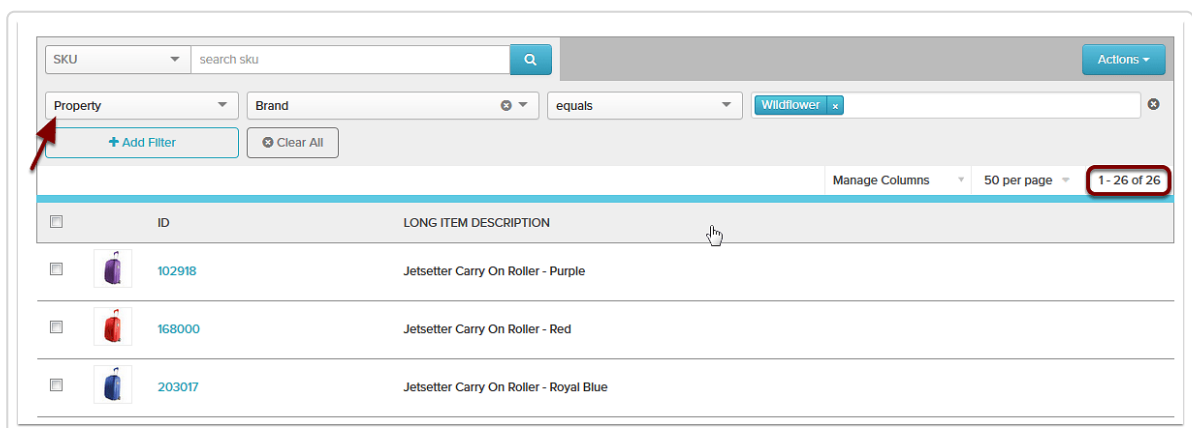 SKU search sku Actions
Property Brand equals Wildflower x
+ Add Filter Clear All
Manage Columns 50 per page 1 - 26 of 26
ID LONG ITEM DESCRIPTION
102918 Jetsetter Carry On Roller - Purple
168000 Jetsetter Carry On Roller - Red
203017 Jetsetter Carry On Roller - Royal Blue